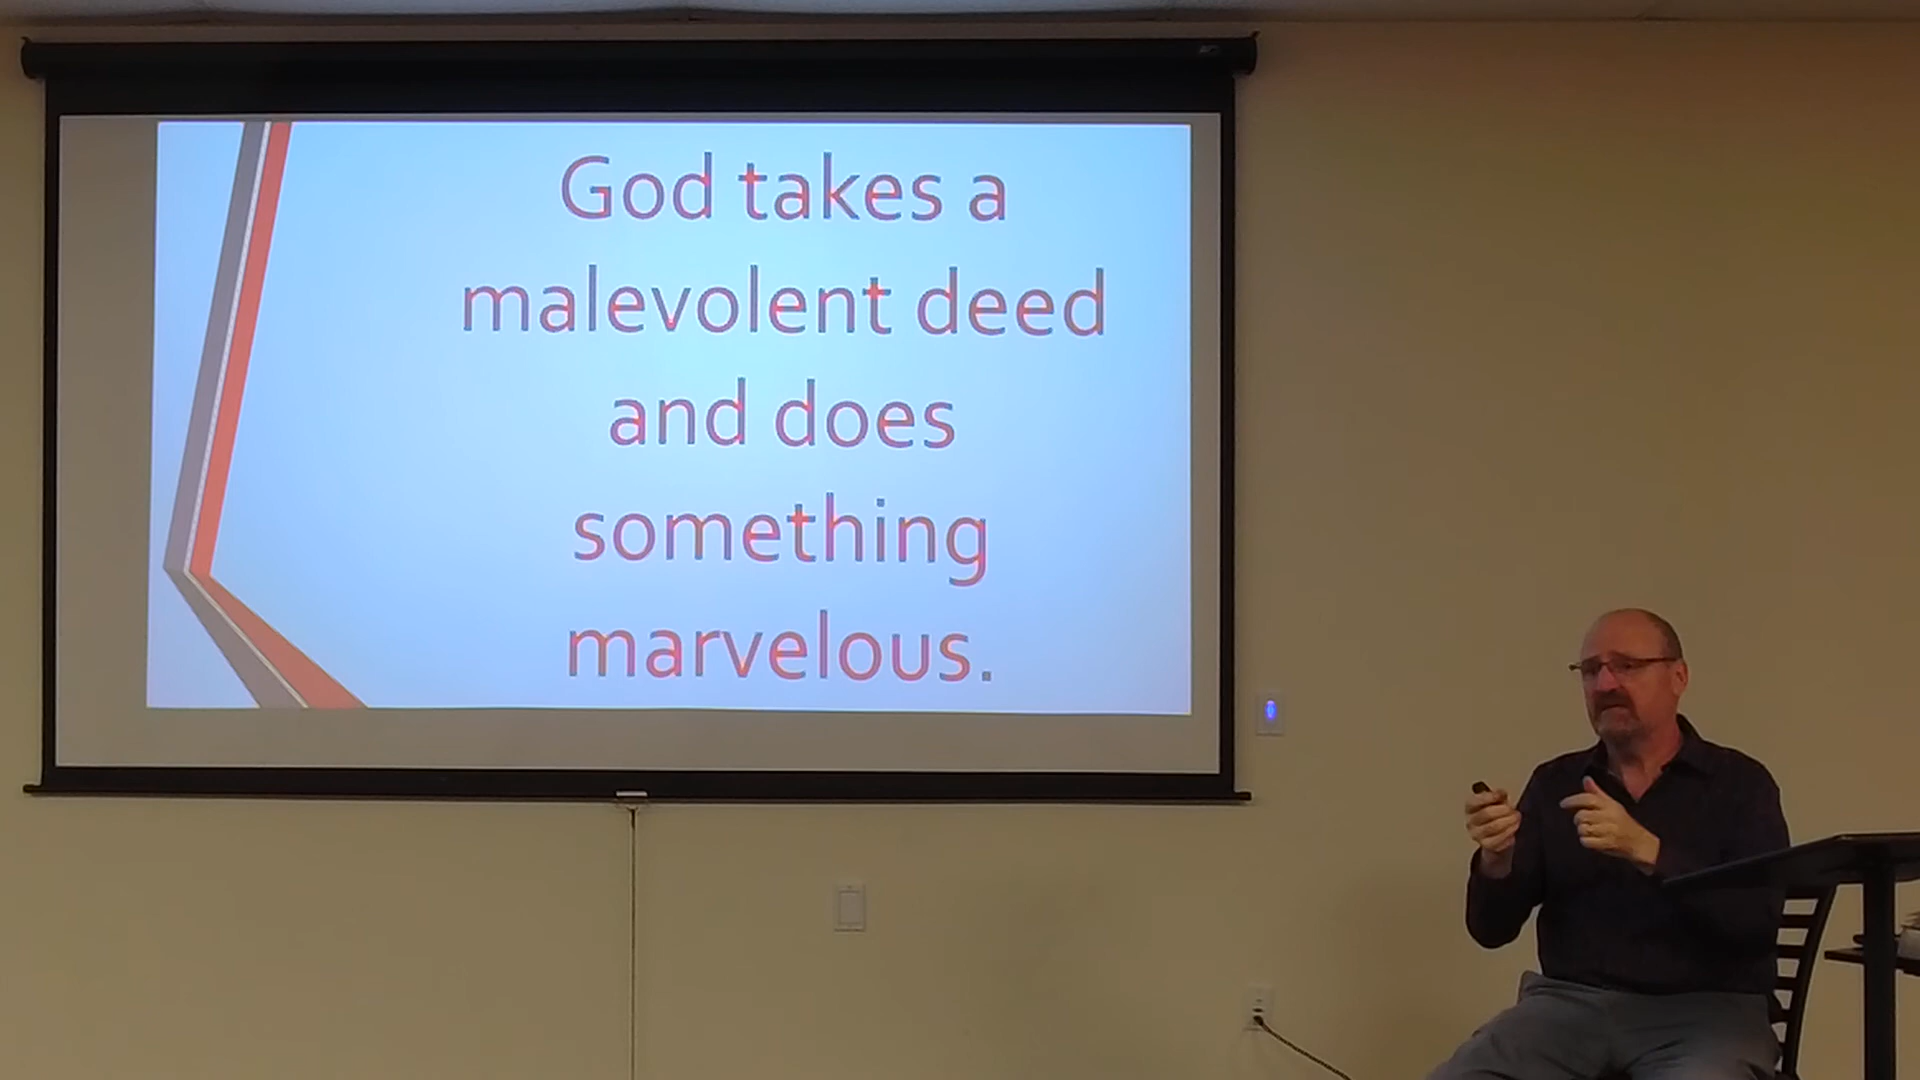 God takes a
malevolent deed
and does
something
marvelous.